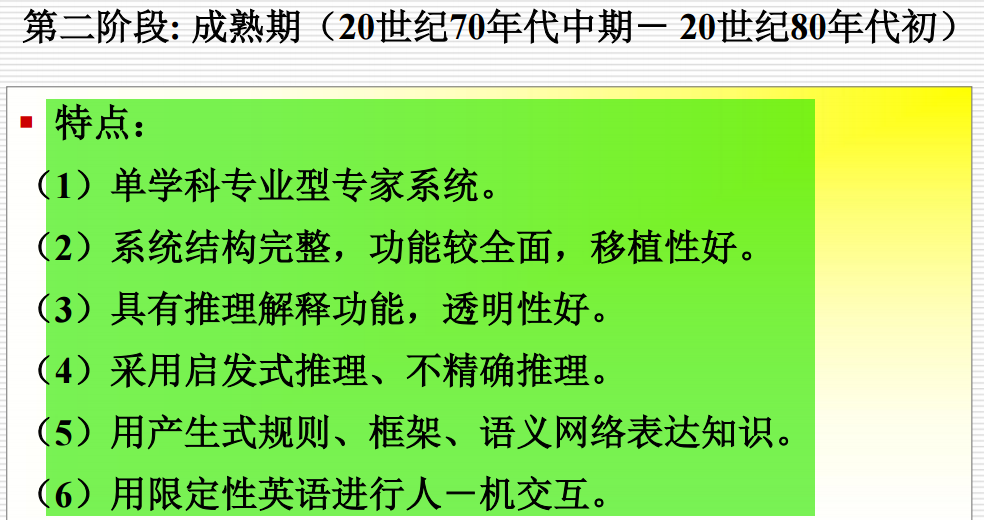 第二阶段: 成熟期（20世纪70年代中期－ 20世纪80年代初）
特点：
（1）单学科专业型专家系统。
（2）系统结构完整，功能较全面，移植性好。
（3）具有推理解释功能，透明性好。
（4）采用启发式推理、不精确推理。
（5）用产生式规则、框架、语义网络表达知识。
（6）用限定性英语进行人－机交互。